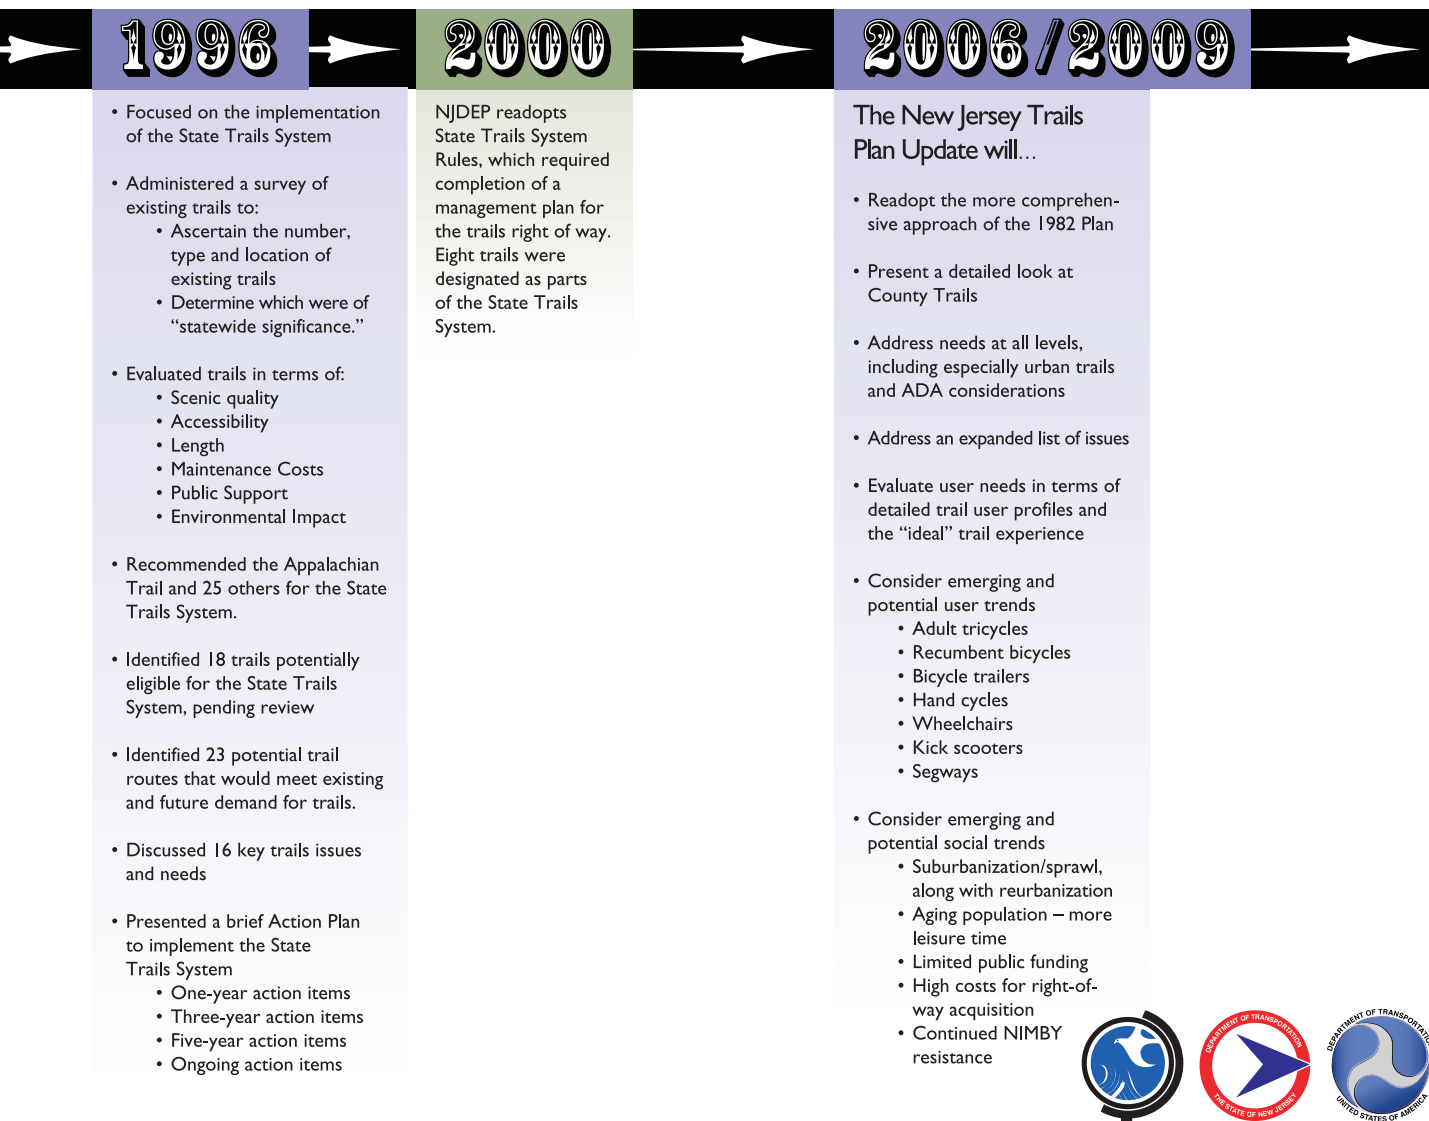 1996
• Focused on the implementation
of the State Trails System
• Administered a survey of
existing trails to:
• Ascertain the number,
type and location of
existing trails
• Determine which were of
“statewide significance.”
• Evaluated trails in terms of:
• Scenic quality
• Accessibility
• Length
• Maintenance Costs
• Public Support
• Environmental Impact
• Recommended the Appalachian
Trail and 25 others for the State
Trails System.
• Identified 18 trails potentially
eligible for the State Trails
System, pending review
• Identified 23 potential trail
routes that would meet existing
and future demand for trails.
• Discussed 16 key trails issues
and needs
• Presented a brief Action Plan
to implement the State
Trails System
• One-year action items
• Three-year action items
• Five-year action items
• Ongoing action items
2000
NJDEP readopts
State Trails System
Rules, which required
completion of a
management plan for
the trails right of way.
Eight trails were
designated as parts
of the State Trails
System.
2006/2009
The New Jersey Trails
Plan Update will...
• Readopt the more comprehen-
sive approach of the 1982 Plan
• Present a detailed look at
County Trails
• Address needs at all levels,
including especially urban trails
and ADA considerations
• Address an expanded list of issues
• Evaluate user needs in terms of
detailed trail user profiles and
the “ideal” trail experience
• Consider emerging and
potential user trends
• Adult tricycles
• Recumbent bicycles
• Bicycle trailers
• Hand cycles
• Wheelchairs
• Kick scooters
• Segways
• Consider emerging and
potential social trends
• Suburbanization/sprawl,
along with reurbanization
• Aging population – more
leisure time
• Limited public funding
• High costs for right-of-
way acquisition
• Continued NIMBY
resistance
DEPARTMENT OF TRANSPORTATION
THE STATE OF NEW JERSEY
DEPARTMENT OF TRANSPORTATION
UNITED STATES OF AMERICA